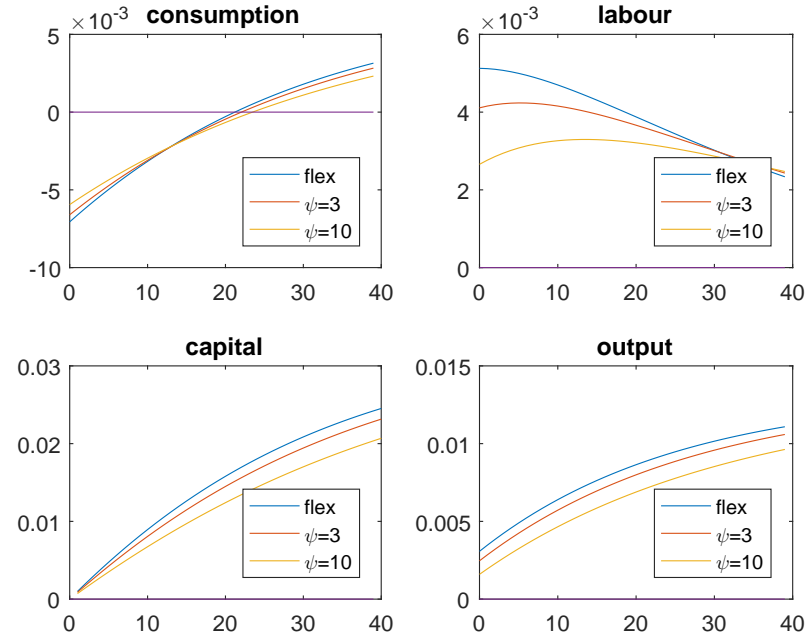 consumption
×10⁻³
5
0
-5
-10
0 10 20 30 40
flex
ψ=3
ψ=10
labour
×10⁻³
6
4
2
0
0 10 20 30 40
flex
ψ=3
ψ=10
capital
0.03
0.02
0.01
0
0 10 20 30 40
flex
ψ=3
ψ=10
output
0.015
0.01
0.005
0
0 10 20 30 40
flex
ψ=3
ψ=10